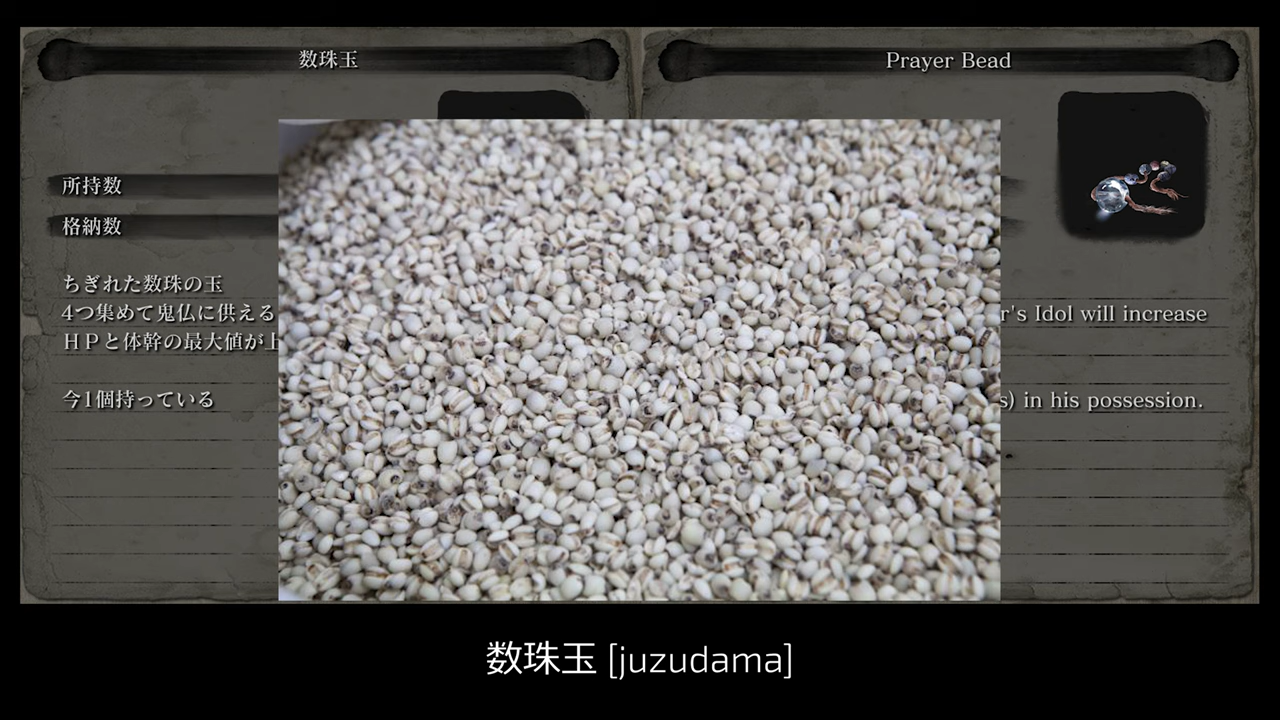 数珠玉
所持数
格納数
ちぎれた数珠の玉
4つ集めて鬼仏に供える
ＨＰと体幹の最大値が
今1個持っている
Prayer Bead
r's Idol will increase
s) in his possession.
数珠玉 [juzudama]